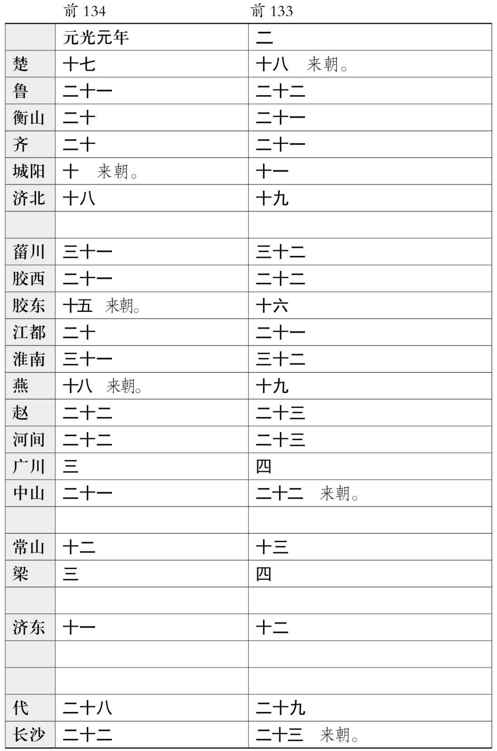 前 134 前 133
元光元年 二
楚 十七 十八 来朝。
鲁 二十一 二十二
衡山 二十 二十一
齐 二十 二十一
城阳 十 来朝。 十一
济北 十八 十九
菑川 三十一 三十二
胶西 二十一 二十二
胶东 十五 来朝。 十六
江都 二十 二十一
淮南 三十一 三十二
燕 十八 来朝。 十九
赵 二十二 二十三
河间 二十二 二十三
广川 三 四
中山 二十一 二十二 来朝。
常山 十二 十三
梁 三 四
济东 十一 十二
代 二十八 二十九
长沙 二十二 二十三 来朝。